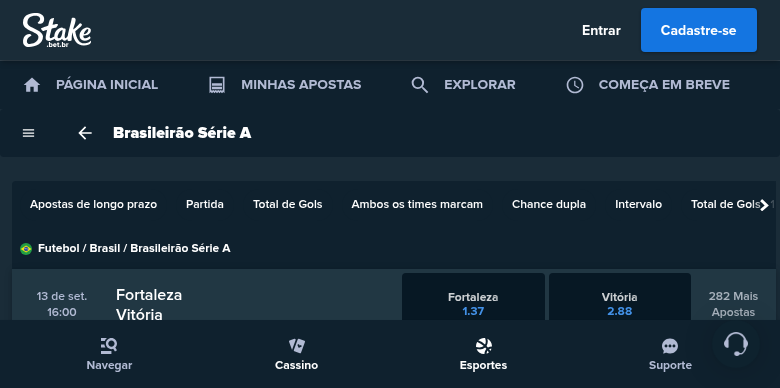 Stake
.bet.br
Entrar
Cadastre-se
PÁGINA INICIAL
MINHAS APOSTAS
EXPLORAR
COMEÇA EM BREVE
Brasileirão Série A
Apostas de longo prazo
Partida
Total de Gols
Ambos os times marcam
Chance dupla
Intervalo
Total de Gols
Futebol / Brasil / Brasileirão Série A
13 de set.
16:00
Fortaleza
Vitória
Fortaleza
1.37
Vitória
2.88
282 Mais
Apostas
Navegar
Cassino
Esportes
Suporte